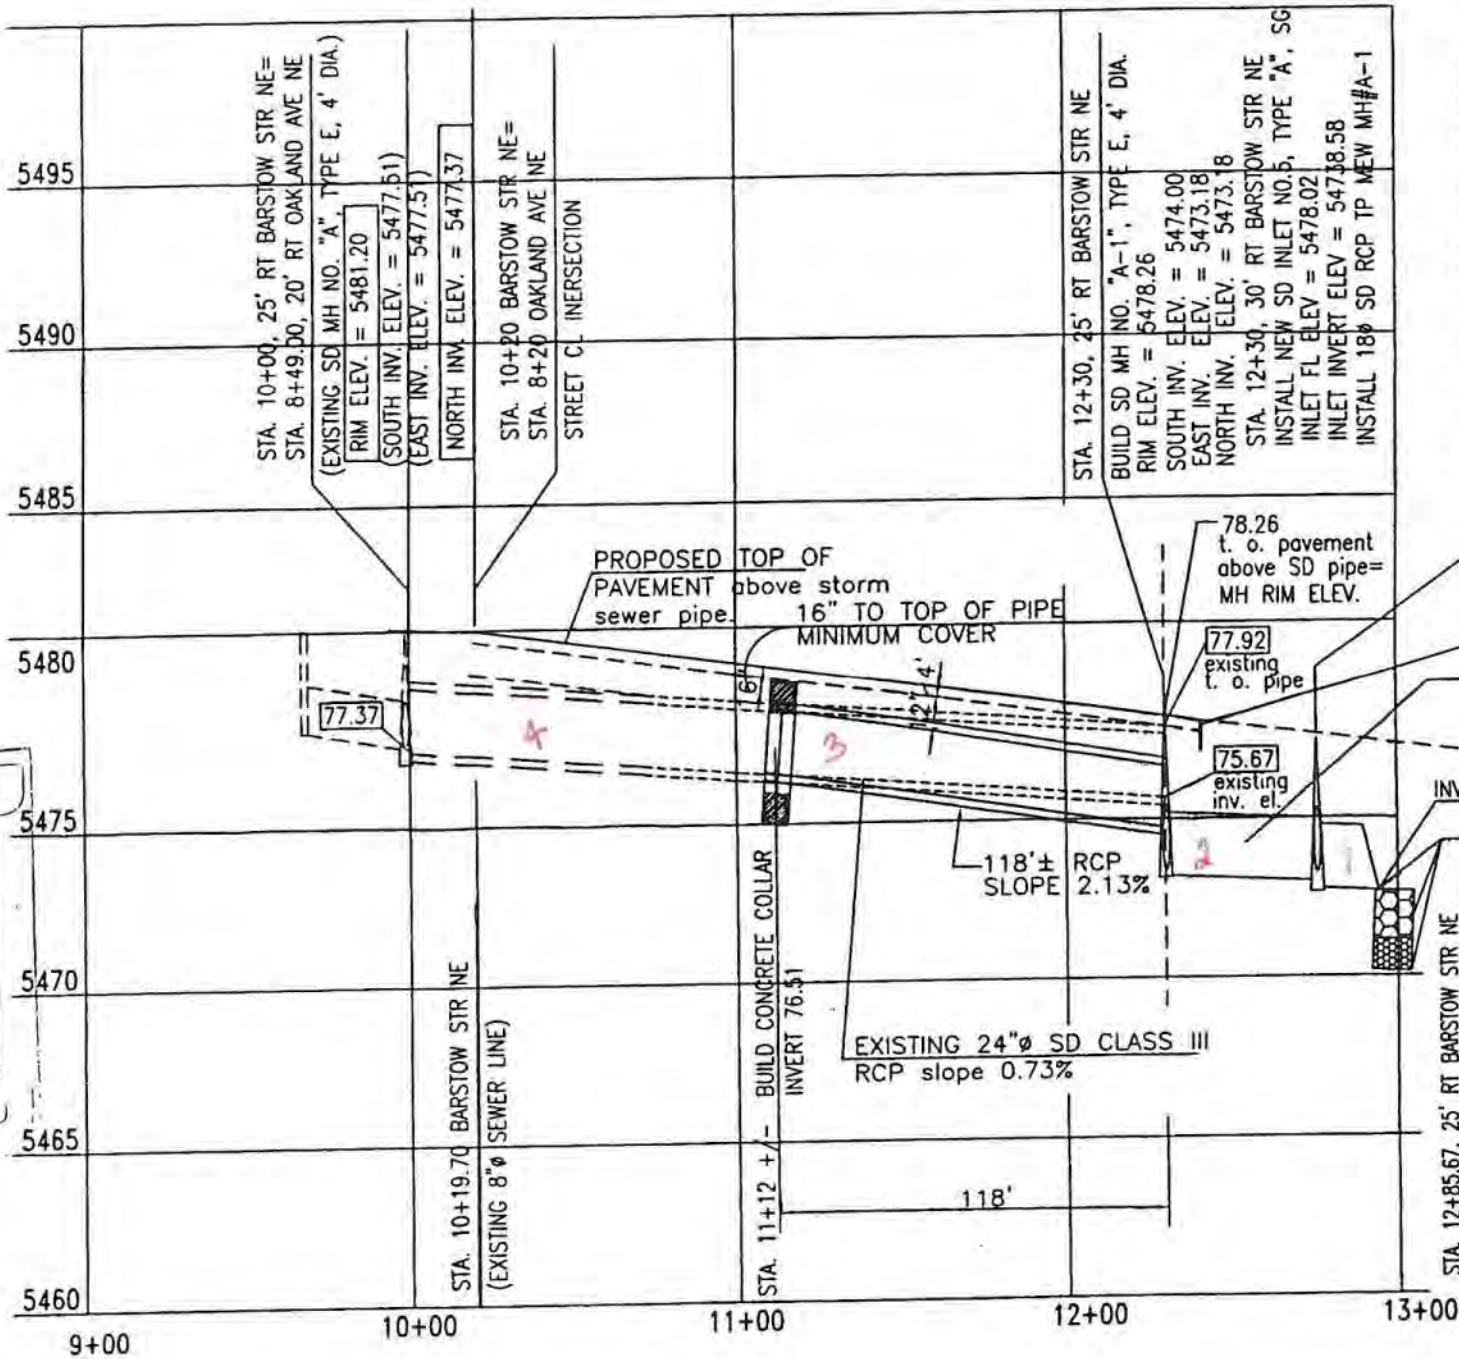 STA. 10+00, 25' RT BARSTOW STR NE=
STA. 8+49.00, 20' RT OAKLAND AVE NE
(EXISTING SD MH NO. "A", TYPE E, 4' DIA.)
RIM ELEV. = 5481.20
(SOUTH INV. ELEV. = 5477.51)
(EAST INV. ELEV. = 5477.51)
NORTH INV. ELEV. = 5477.37
STA. 10+20 BARSTOW STR. NE=
STA. 8+20 OAKLAND AVE NE
STREET CL INERSECTION
STA. 12+30, 25' RT BARSTOW STR NE
BUILD SD MH NO. "A-1", TYPE E, 4' DIA.
RIM ELEV. = 5478.26
SOUTH INV. ELEV. = 5474.00
EAST INV. ELEV. = 5473.18
NORTH INV. ELEV. = 5473.18
STA. 12+30, 30' RT BARSTOW STR NE
INSTALL NEW SD INLET NO.5, TYPE "A", SG
INLET FL ELEV = 5478.02
INLET INVERT ELEV = 54738.58
INSTALL 18ø SD RCP TP MEW MH#A-1
5495
5490
5485
5480
5475
5470
5465
5460
PROPOSED TOP OF
PAVEMENT above storm
sewer pipe.
16" TO TOP OF PIPE
MINIMUM COVER
78.26
t. o. pavement
above SD pipe=
MH RIM ELEV.
77.92
existing
t. o. pipe
6"
12"
4'
77.37
4
3
75.67
existing
inv. el.
INV
2
1
118'± RCP
SLOPE 2.13%
STA. 10+19.70 BARSTOW STR NE
(EXISTING 8"ø SEWER LINE)
STA. 11+12 +/- BUILD CONCRETE COLLAR
INVERT 76.51
EXISTING 24"ø SD CLASS III
RCP slope 0.73%
118'
STA. 12+85.67, 25' RT BARSTOW STR NE
9+00
10+00
11+00
12+00
13+00